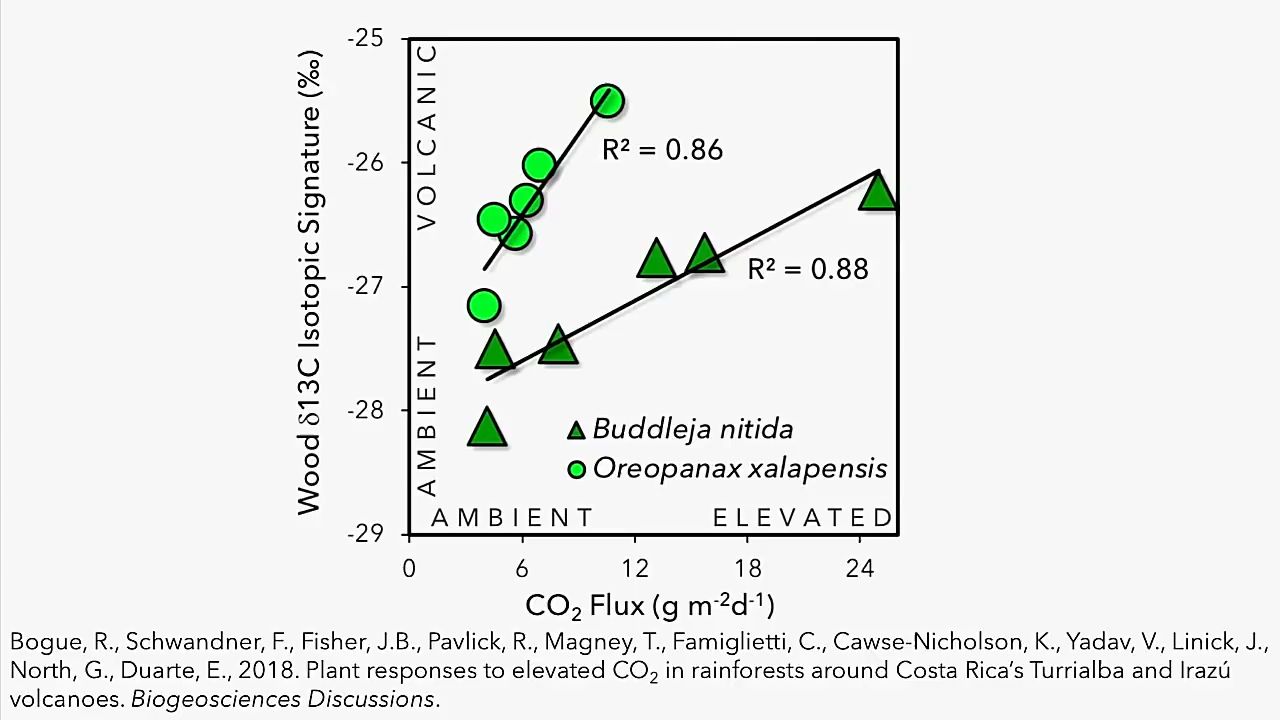 -25
-26
-27
-28
-29
Wood δ13C Isotopic Signature (‰)
VOLCANIC
AMBIENT
R² = 0.86
R² = 0.88
Buddleja nitida
Oreopanax xalapensis
AMBIENT ELEVATED
0 6 12 18 24
CO₂ Flux (g m⁻²d⁻¹)
Bogue, R., Schwandner, F., Fisher, J.B., Pavlick, R., Magney, T., Famiglietti, C., Cawse-Nicholson, K., Yadav, V., Linick, J.,
North, G., Duarte, E., 2018. Plant responses to elevated CO₂ in rainforests around Costa Rica’s Turrialba and Irazú
volcanoes. Biogeosciences Discussions.